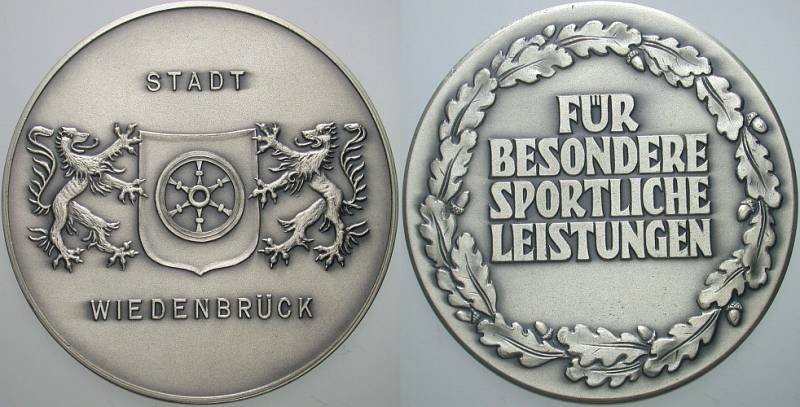 STADT
WIEDENBRÜCK
FÜR
BESONDERE
SPORTLICHE
LEISTUNGEN